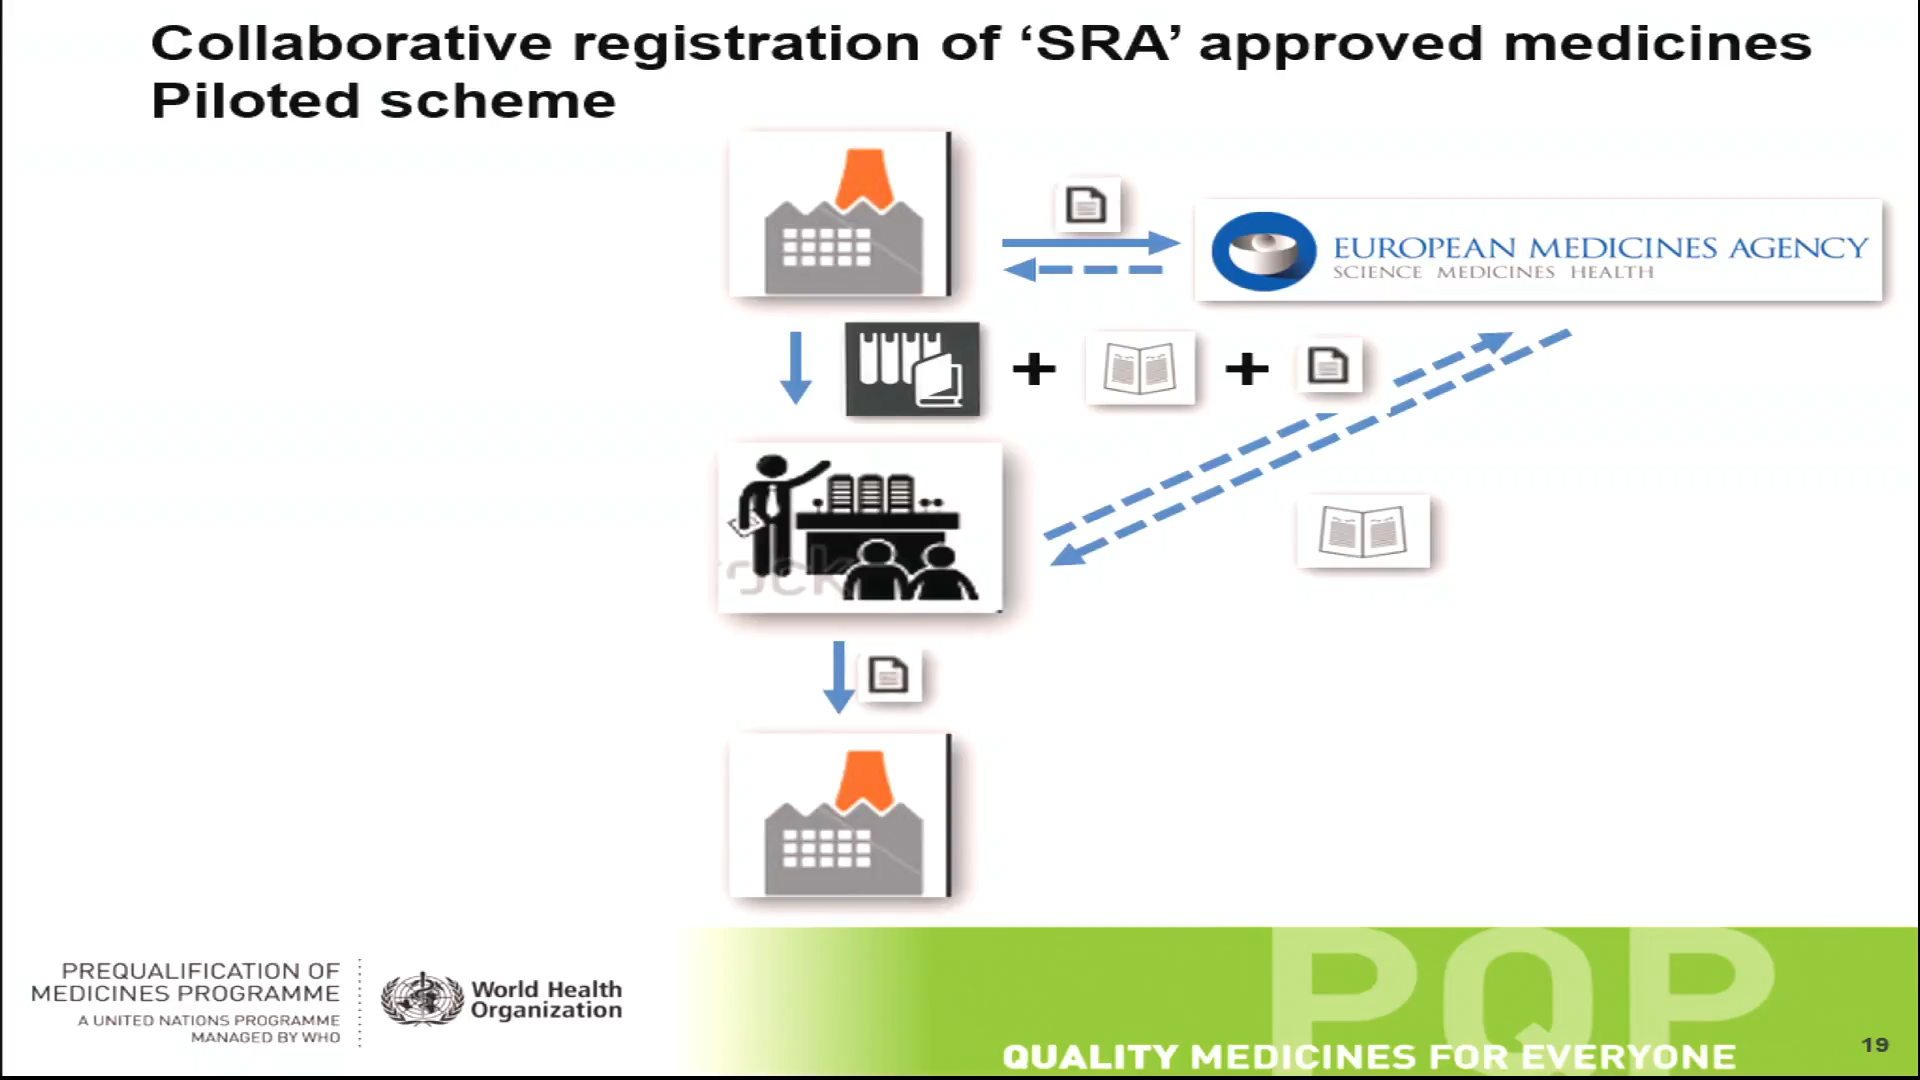 Collaborative registration of ‘SRA’ approved medicines
Piloted scheme
EUROPEAN MEDICINES AGENCY
SCIENCE MEDICINES HEALTH
+
+
ock
PREQUALIFICATION OF
MEDICINES PROGRAMME
A UNITED NATIONS PROGRAMME
MANAGED BY WHO
World Health
Organization
PQP
QUALITY MEDICINES FOR EVERYONE
19